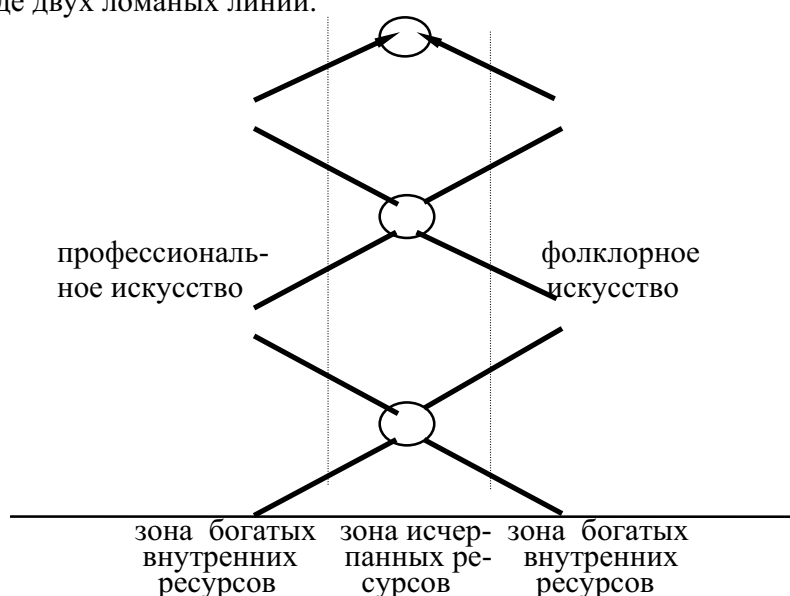 де двух ломаных линий.
профессиональ-
ное искусство
фолклорное
искусство
зона богатых
внутренних
ресурсов
зона исчер-
панных ре-
сурсов
зона богатых
внутренних
ресурсов